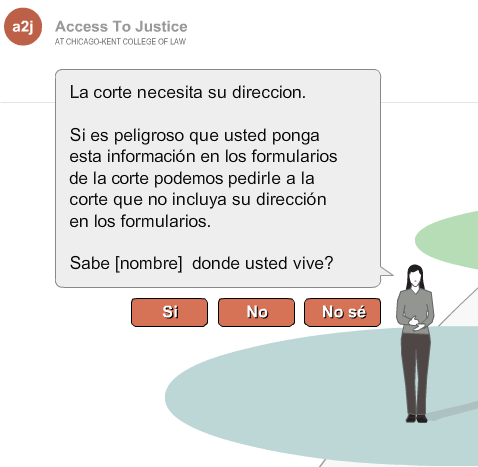 a2j
Access To Justice
AT CHICAGO-KENT COLLEGE OF LAW
La corte necesita su direccion.
Si es peligroso que usted ponga
esta información en los formularios
de la corte podemos pedirle a la
corte que no incluya su dirección
en los formularios.
Sabe [nombre]  donde usted vive?
Sí
No
No sé